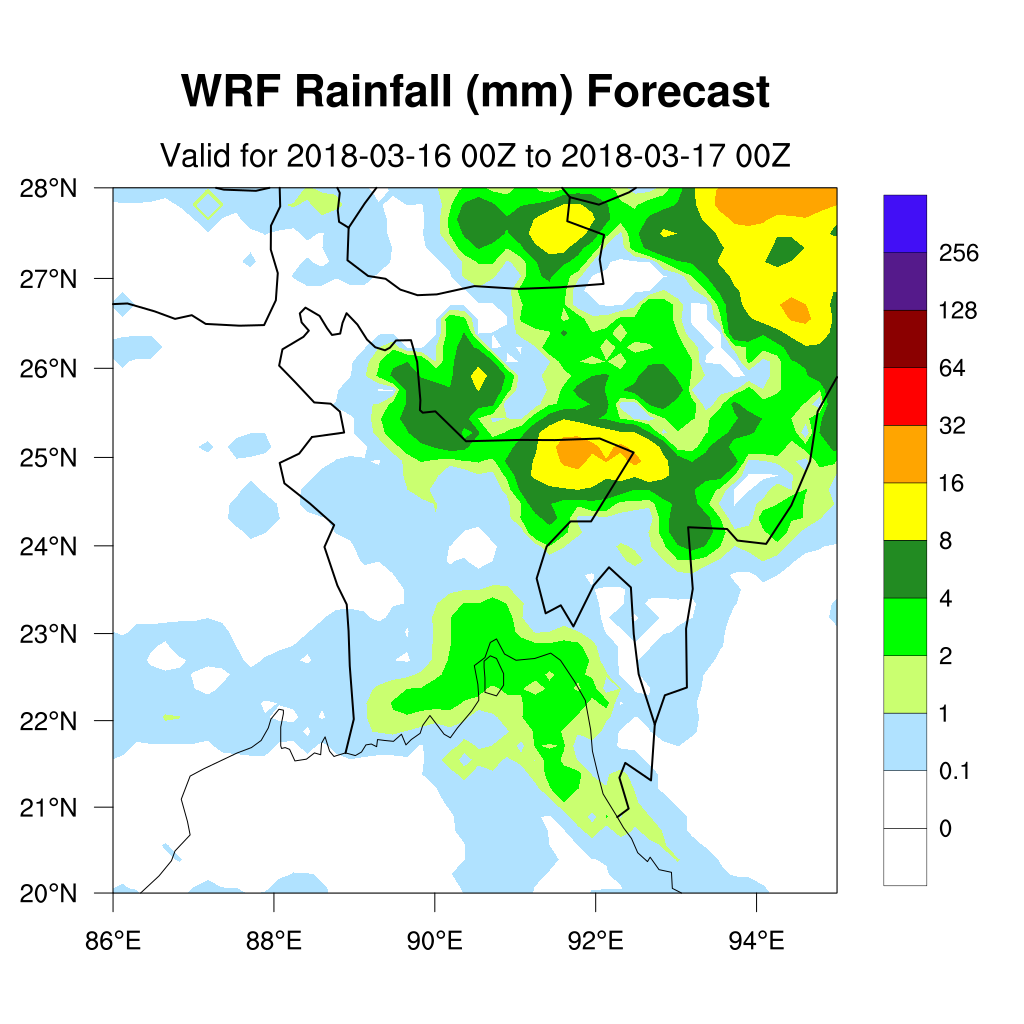 WRF Rainfall (mm) Forecast
Valid for 2018-03-16 00Z to 2018-03-17 00Z
28°N
27°N
26°N
25°N
24°N
23°N
22°N
21°N
20°N
86°E 88°E 90°E 92°E 94°E
256
128
64
32
16
8
4
2
1
0.1
0